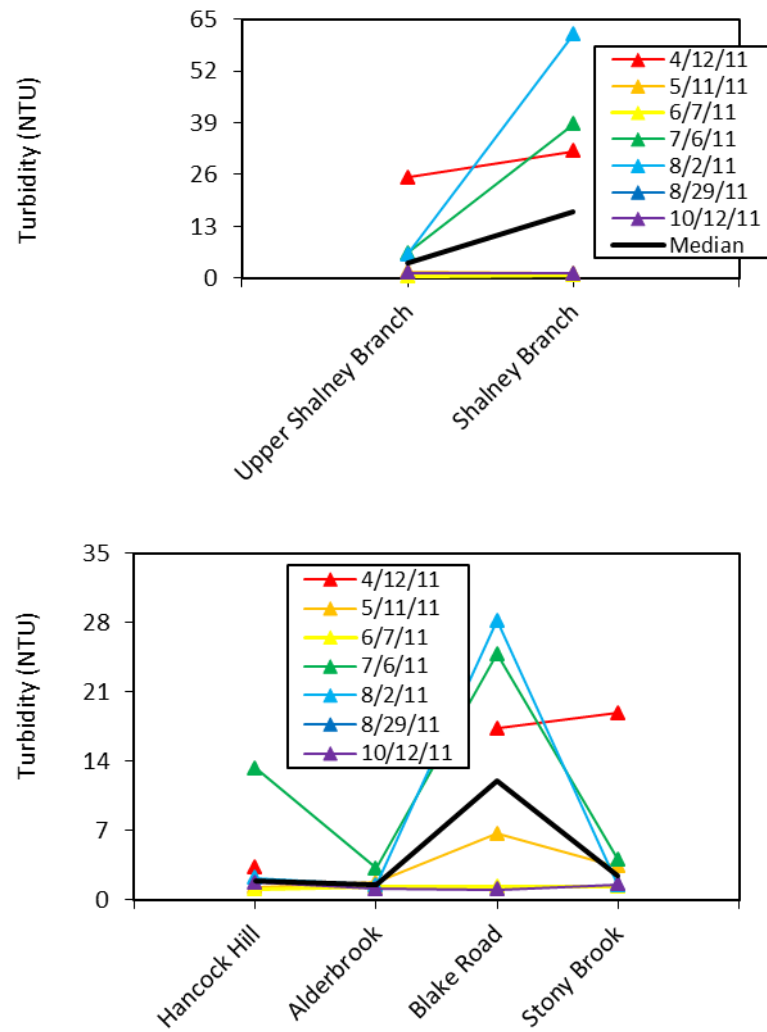 Turbidity (NTU)
65
52
39
26
13
0
4/12/11
5/11/11
6/7/11
7/6/11
8/2/11
8/29/11
10/12/11
Median
Upper Shalney Branch
Shalney Branch
Turbidity (NTU)
35
28
21
14
7
0
4/12/11
5/11/11
6/7/11
7/6/11
8/2/11
8/29/11
10/12/11
Hancock Hill
Alderbrook
Blake Road
Stony Brook